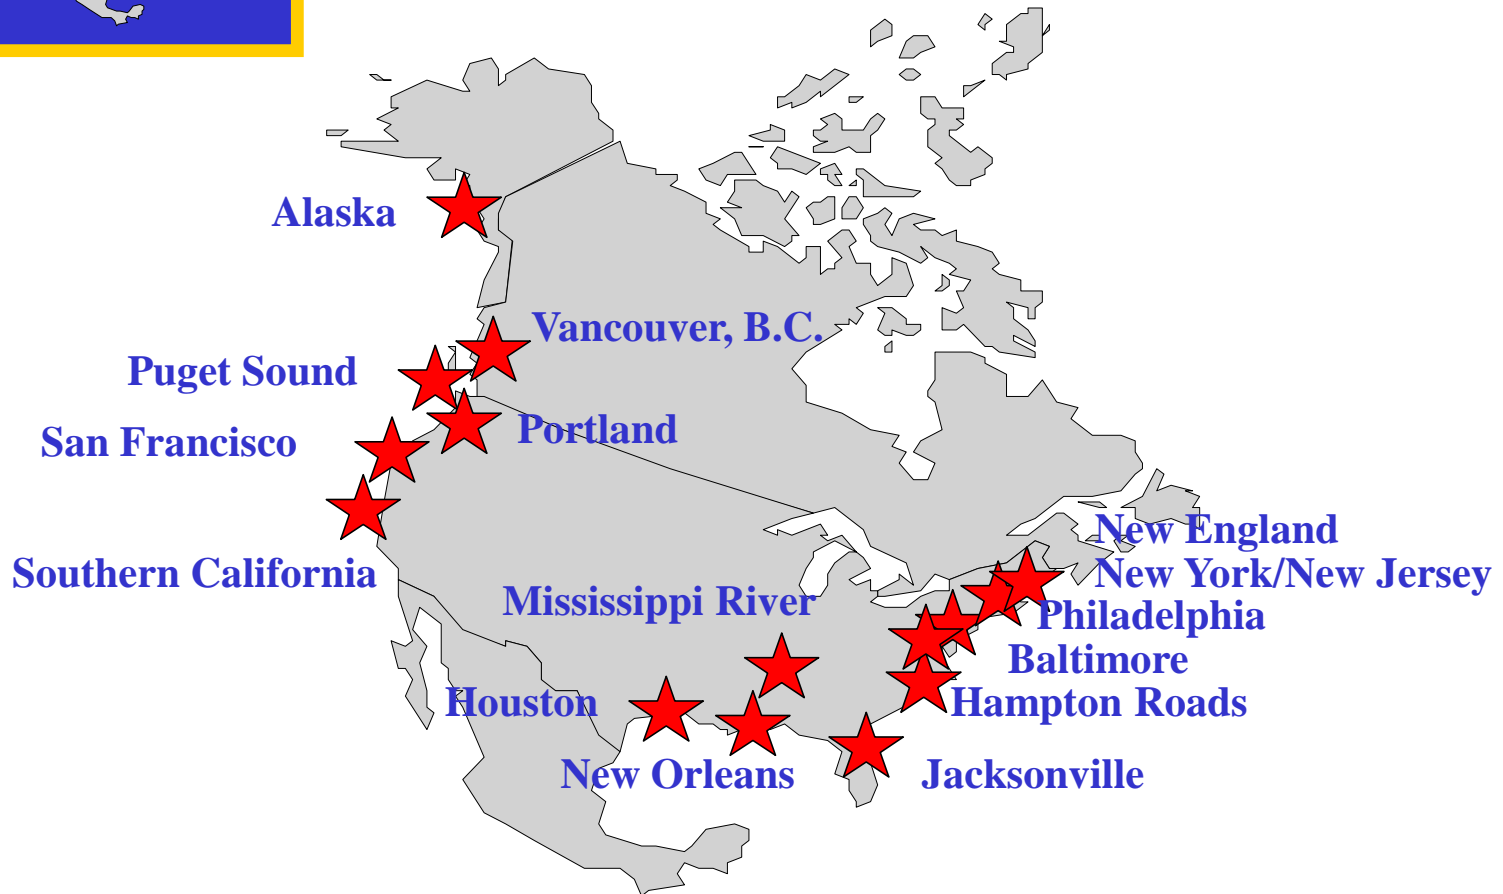 Alaska
Vancouver, B.C.
Puget Sound
Portland
San Francisco
New England
Southern California
New York/New Jersey
Mississippi River
Philadelphia
Baltimore
Houston
Hampton Roads
New Orleans
Jacksonville